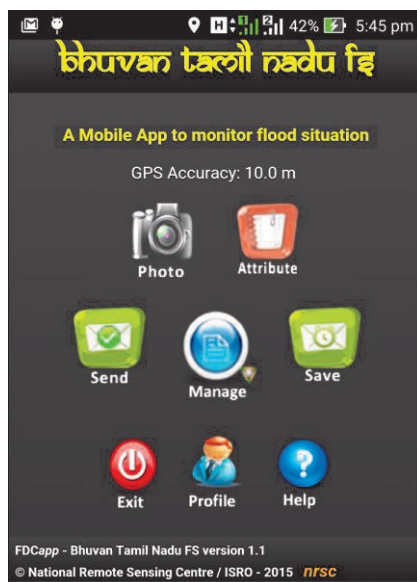 H 1 2 42% 5:45 pm
bhuvan tamil nadu fs
A Mobile App to monitor flood situation
GPS Accuracy: 10.0 m
Photo Attribute
Send Manage Save
Exit Profile Help
?
FDCapp - Bhuvan Tamil Nadu FS version 1.1
© National Remote Sensing Centre / ISRO - 2015 nrsc